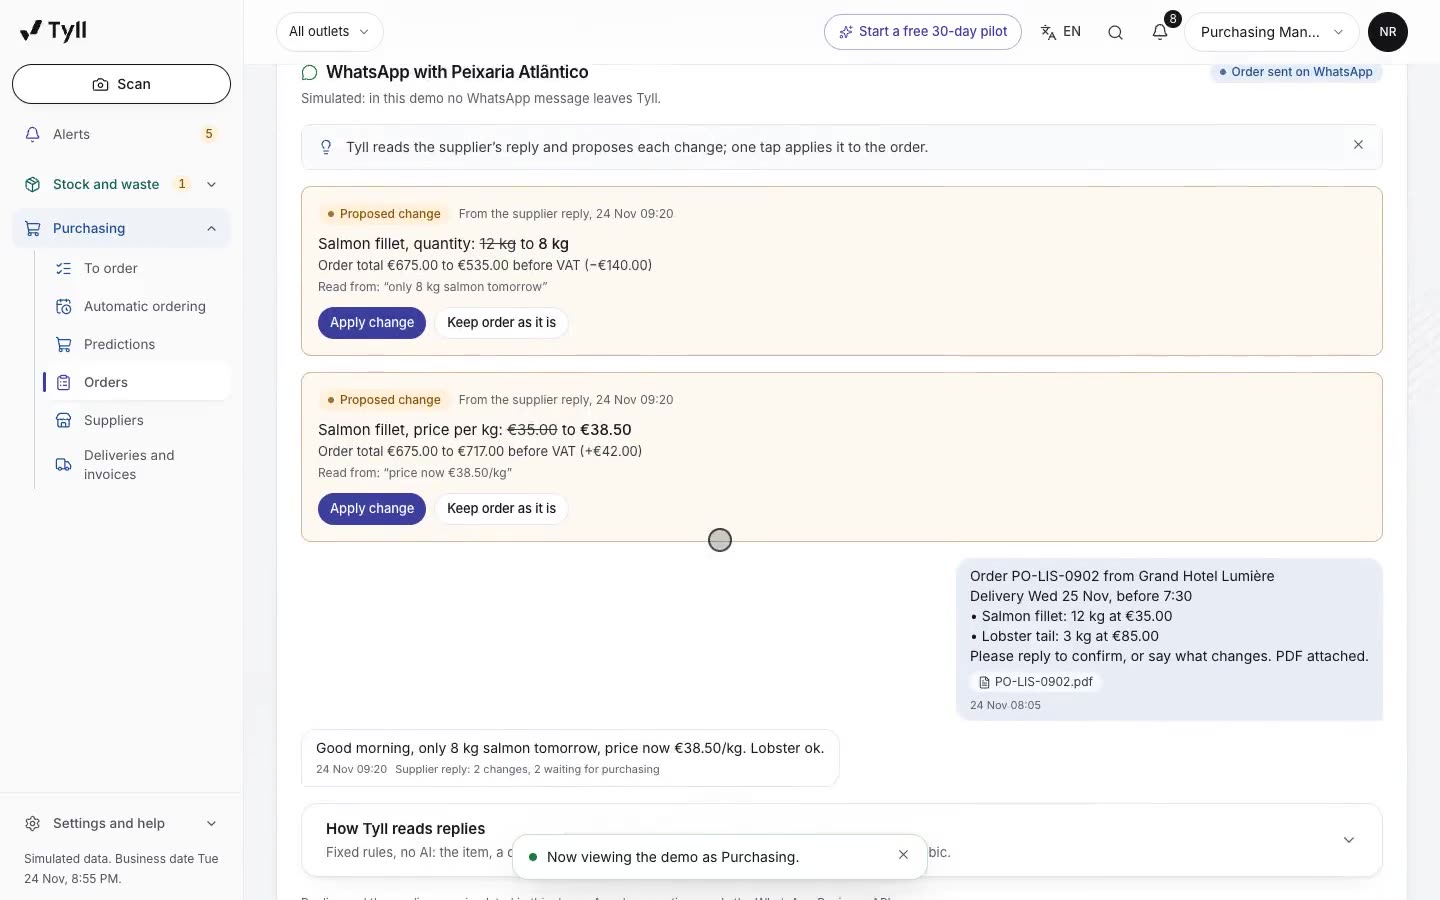 Tyll
All outlets
Start a free 30-day pilot
EN
8
Purchasing Man...
NR
Scan
Alerts
5
Stock and waste
1
Purchasing
To order
Automatic ordering
Predictions
Orders
Suppliers
Deliveries and
invoices
Settings and help
Simulated data. Business date Tue
24 Nov, 8:55 PM.
WhatsApp with Peixaria Atlântico
Order sent on WhatsApp
Simulated: in this demo no WhatsApp message leaves Tyll.
Tyll reads the supplier’s reply and proposes each change; one tap applies it to the order.
Proposed change
From the supplier reply, 24 Nov 09:20
Salmon fillet, quantity: 12 kg to 8 kg
Order total €675.00 to €535.00 before VAT (−€140.00)
Read from: “only 8 kg salmon tomorrow”
Apply change
Keep order as it is
Proposed change
From the supplier reply, 24 Nov 09:20
Salmon fillet, price per kg: €35.00 to €38.50
Order total €675.00 to €717.00 before VAT (+€42.00)
Read from: “price now €38.50/kg”
Apply change
Keep order as it is
Order PO-LIS-0902 from Grand Hotel Lumière
Delivery Wed 25 Nov, before 7:30
• Salmon fillet: 12 kg at €35.00
• Lobster tail: 3 kg at €85.00
Please reply to confirm, or say what changes. PDF attached.
PO-LIS-0902.pdf
24 Nov 08:05
Good morning, only 8 kg salmon tomorrow, price now €38.50/kg. Lobster ok.
24 Nov 09:20 Supplier reply: 2 changes, 2 waiting for purchasing
How Tyll reads replies
Fixed rules, no AI: the item, a
Now viewing the demo as Purchasing.